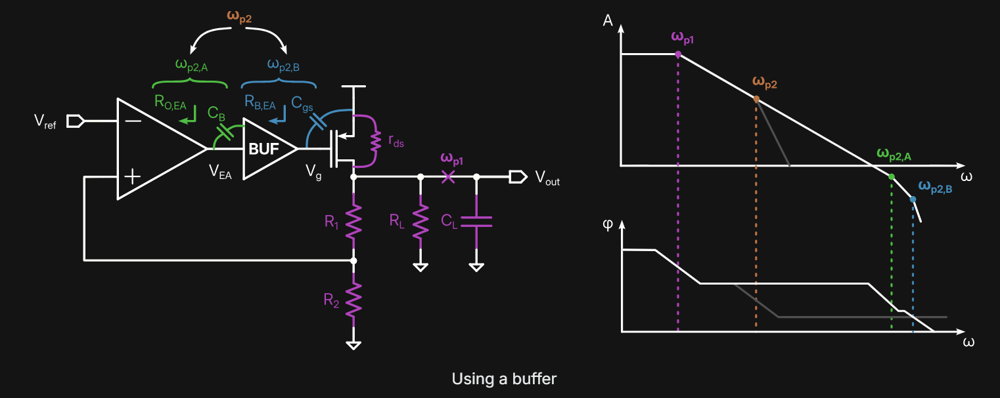 ωp2
ωp2,A
ωp2,B
RO,EA
CB
RB,EA
Cgs
Vref
−
+
BUF
VEA
Vg
rds
ωp1
Vout
R1
RL
CL
R2
A
ωp1
ωp2
ωp2,A
ω
ωp2,B
φ
ω
Using a buffer